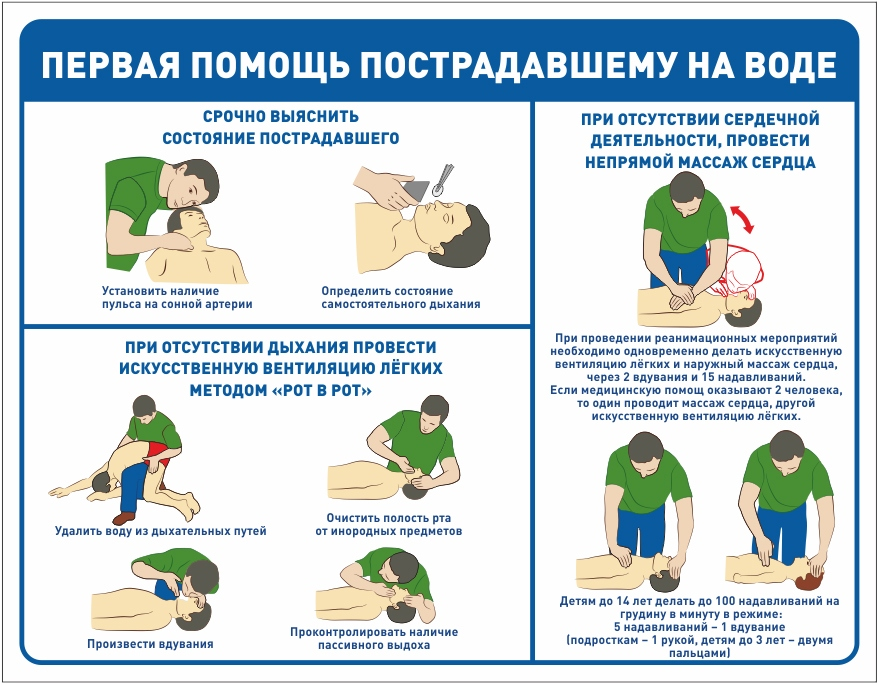 ПЕРВАЯ ПОМОЩЬ ПОСТРАДАВШЕМУ НА ВОДЕ
СРОЧНО ВЫЯСНИТЬ
СОСТОЯНИЕ ПОСТРАДАВШЕГО
Установить наличие
пульса на сонной артерии
Определить состояние
самостоятельного дыхания
ПРИ ОТСУТСТВИИ ДЫХАНИЯ ПРОВЕСТИ
ИСКУССТВЕННУЮ ВЕНТИЛЯЦИЮ ЛЁГКИХ
МЕТОДОМ «РОТ В РОТ»
Удалить воду из дыхательных путей
Очистить полость рта
от инородных предметов
Произвести вдувания
Проконтролировать наличие
пассивного выдоха
ПРИ ОТСУТСТВИИ СЕРДЕЧНОЙ
ДЕЯТЕЛЬНОСТИ, ПРОВЕСТИ
НЕПРЯМОЙ МАССАЖ СЕРДЦА
При проведении реанимационных мероприятий
необходимо одновременно делать искусственную
вентиляцию лёгких и наружный массаж сердца,
через 2 вдувания и 15 надавливаний.
Если медицинскую помощ оказывают 2 человека,
то один проводит массаж сердца, другой
искусственную вентиляцию лёгких.
Детям до 14 лет делать до 100 надавливаний на
грудину в минуту в режиме:
5 надавливаний – 1 вдувание
(подросткам – 1 рукой, детям до 3 лет – двумя
пальцами)